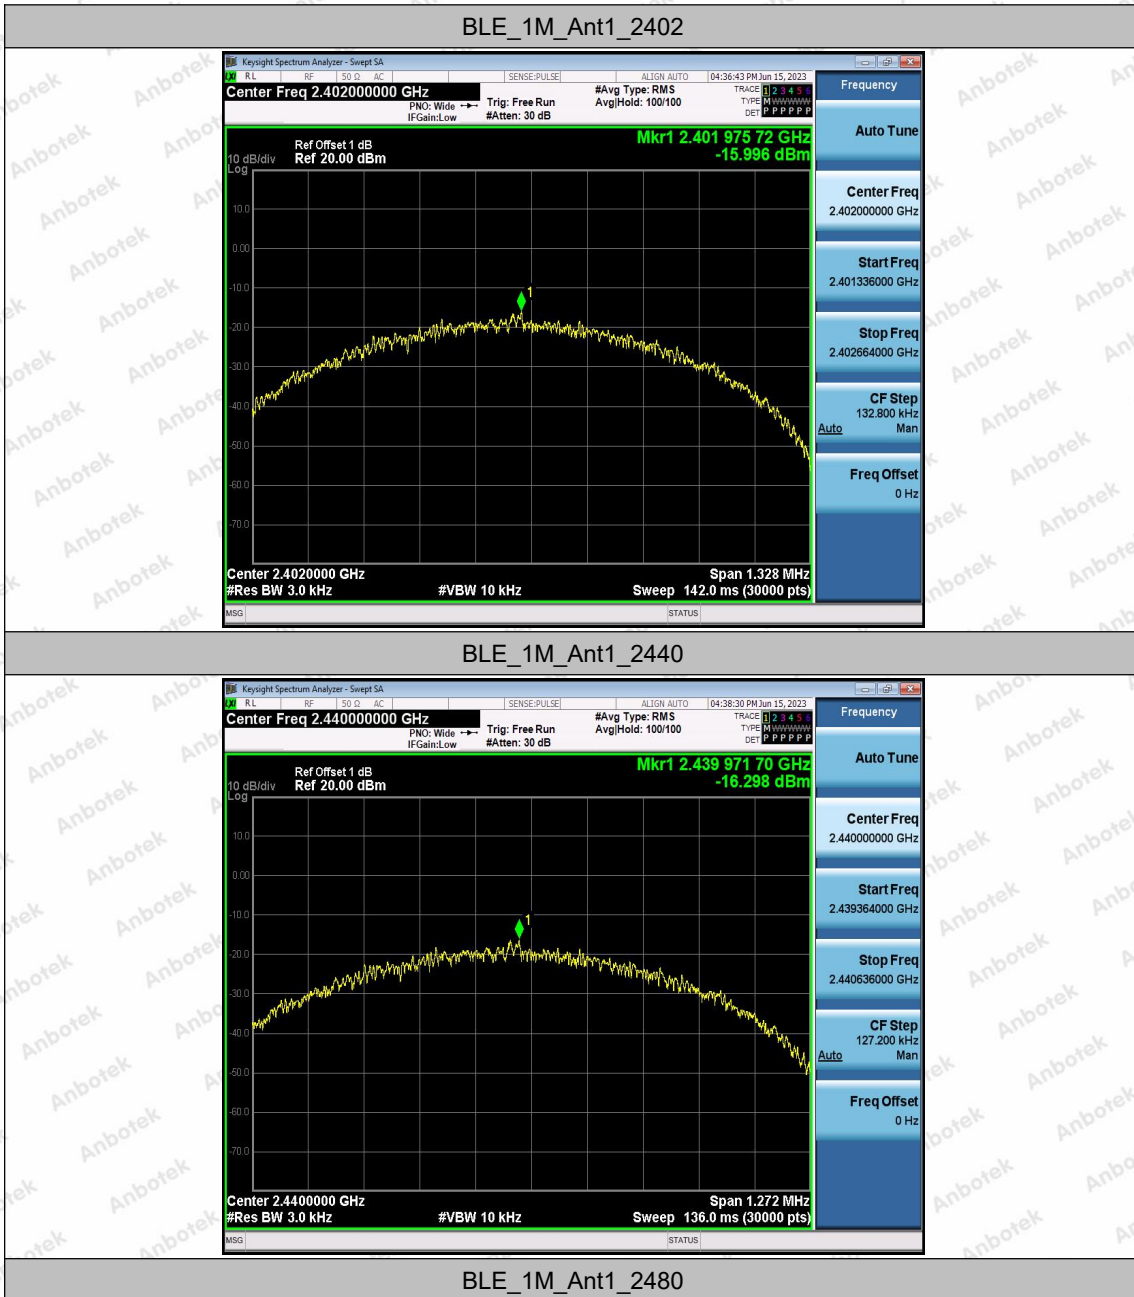 BLE_1M_Ant1_2402
Keysight Spectrum Analyzer - Swept SA
LXI RL RF 50 Ω AC SENSE:PULSE ALIGN AUTO 04:36:43 PM Jun 15, 2023
Center Freq 2.402000000 GHz
PNO: Wide
IFGain:Low
Trig: Free Run
#Atten: 30 dB
#Avg Type: RMS
Avg|Hold: 100/100
TRACE 1 2 3 4 5 6
TYPE M WWWWW
DET P P P P P P
Frequency
Auto Tune
Mkr1 2.401 975 72 GHz
-15.996 dBm
Ref Offset 1 dB
10 dB/div Ref 20.00 dBm
Log
10.0
0.00
-10.0
-20.0
-30.0
-40.0
-50.0
-60.0
-70.0
1
Center Freq
2.402000000 GHz
Start Freq
2.401336000 GHz
Stop Freq
2.402664000 GHz
CF Step
132.800 kHz
Auto Man
Freq Offset
0 Hz
Center 2.4020000 GHz Span 1.328 MHz
#Res BW 3.0 kHz #VBW 10 kHz Sweep 142.0 ms (30000 pts)
MSG STATUS
BLE_1M_Ant1_2440
Keysight Spectrum Analyzer - Swept SA
LXI RL RF 50 Ω AC SENSE:PULSE ALIGN AUTO 04:38:30 PM Jun 15, 2023
Center Freq 2.440000000 GHz
PNO: Wide
IFGain:Low
Trig: Free Run
#Atten: 30 dB
#Avg Type: RMS
Avg|Hold: 100/100
TRACE 1 2 3 4 5 6
TYPE M WWWWW
DET P P P P P P
Frequency
Auto Tune
Mkr1 2.439 971 70 GHz
-16.298 dBm
Ref Offset 1 dB
10 dB/div Ref 20.00 dBm
Log
10.0
0.00
-10.0
-20.0
-30.0
-40.0
-50.0
-60.0
-70.0
1
Center Freq
2.440000000 GHz
Start Freq
2.439364000 GHz
Stop Freq
2.440636000 GHz
CF Step
127.200 kHz
Auto Man
Freq Offset
0 Hz
Center 2.4400000 GHz Span 1.272 MHz
#Res BW 3.0 kHz #VBW 10 kHz Sweep 136.0 ms (30000 pts)
MSG STATUS
BLE_1M_Ant1_2480